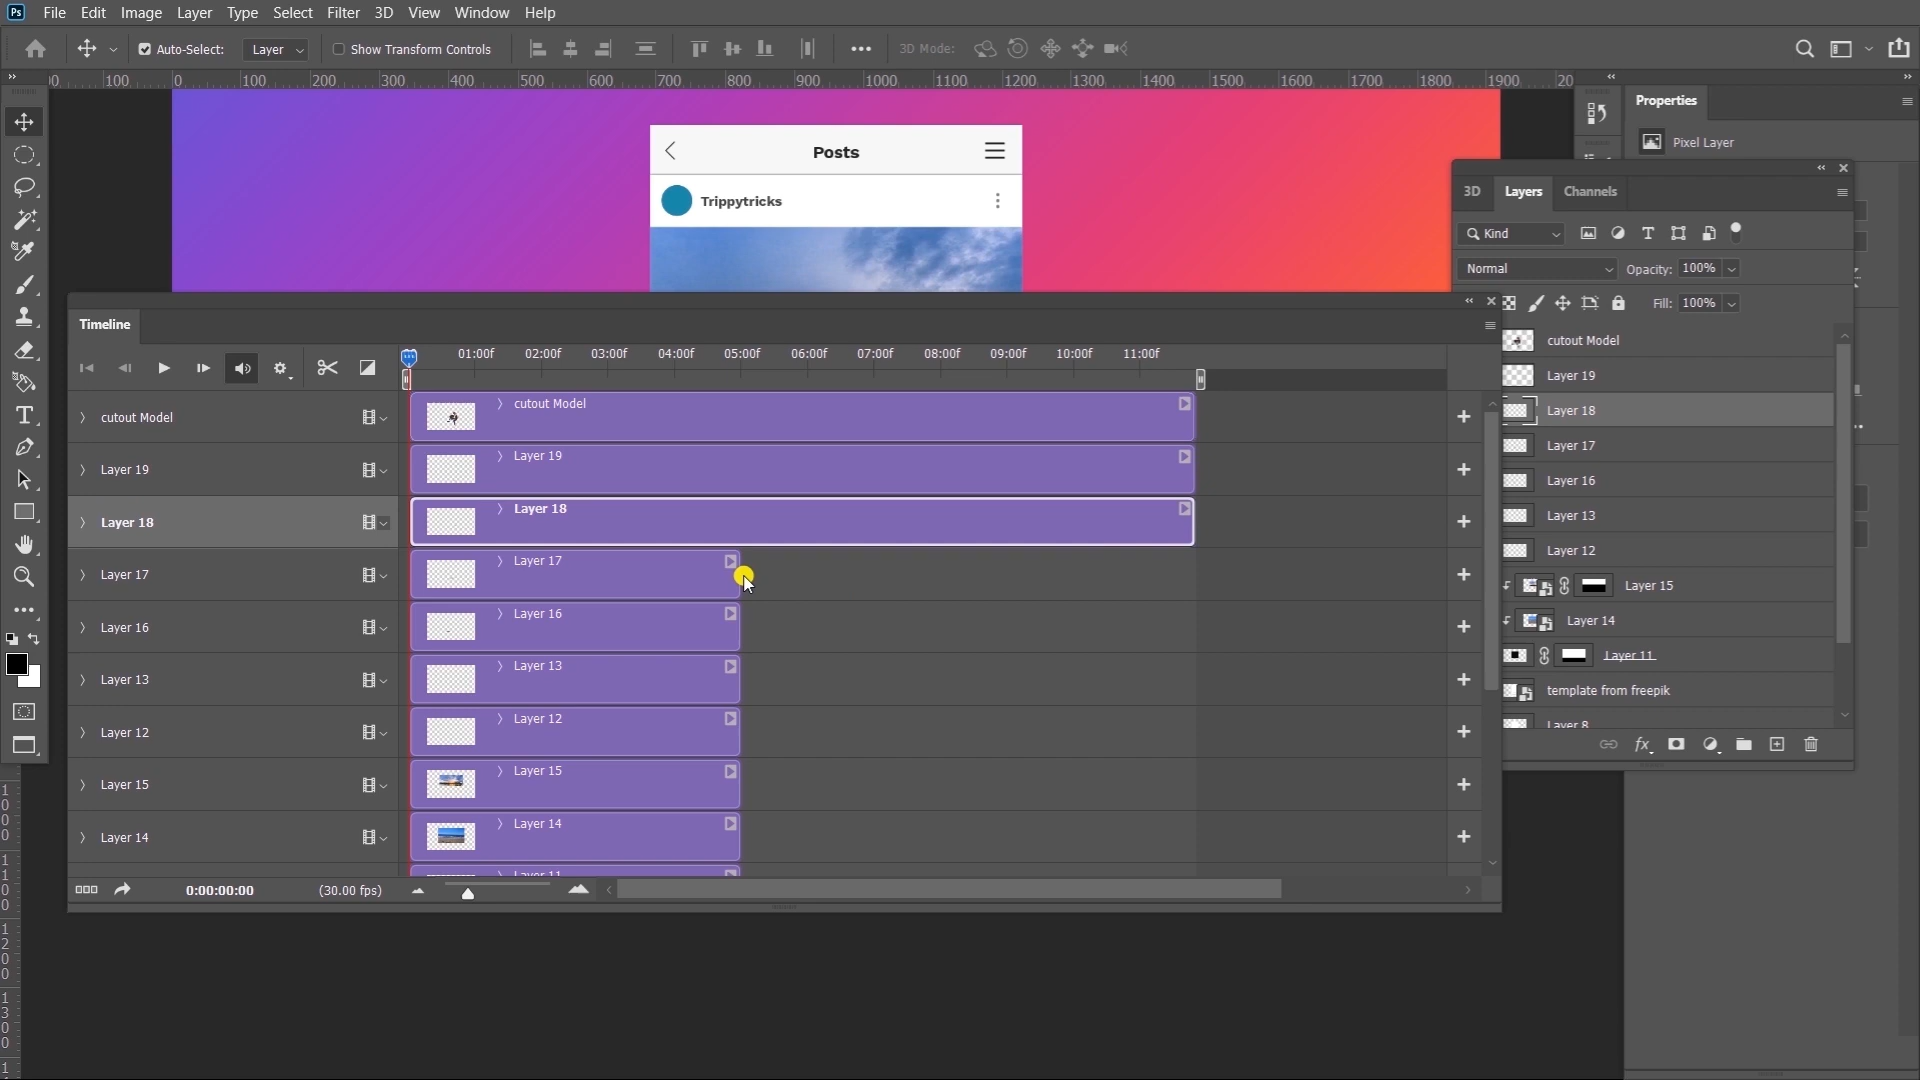 Ps File Edit Image Layer Type Select Filter 3D View Window Help
Auto-Select: Layer Show Transform Controls 3D Mode:
100 0 100 200 300 400 500 600 700 800 900 1000 1100 1200 1300 1400 1500 1600 1700 1800 1900 20
Properties
Pixel Layer
Posts
Trippytricks
3D Layers Channels
Kind
Normal Opacity: 100%
Fill: 100%
cutout Model
Layer 19
Layer 18
Layer 17
Layer 16
Layer 13
Layer 12
Layer 15
Layer 14
Layer 11
template from freepik
Layer 8
fx
Timeline
01:00f 02:00f 03:00f 04:00f 05:00f 06:00f 07:00f 08:00f 09:00f 10:00f 11:00f
cutout Model cutout Model
Layer 19 Layer 19
Layer 18 Layer 18
Layer 17 Layer 17
Layer 16 Layer 16
Layer 13 Layer 13
Layer 12 Layer 12
Layer 15 Layer 15
Layer 14 Layer 14
Layer 11
0:00:00:00 (30.00 fps)